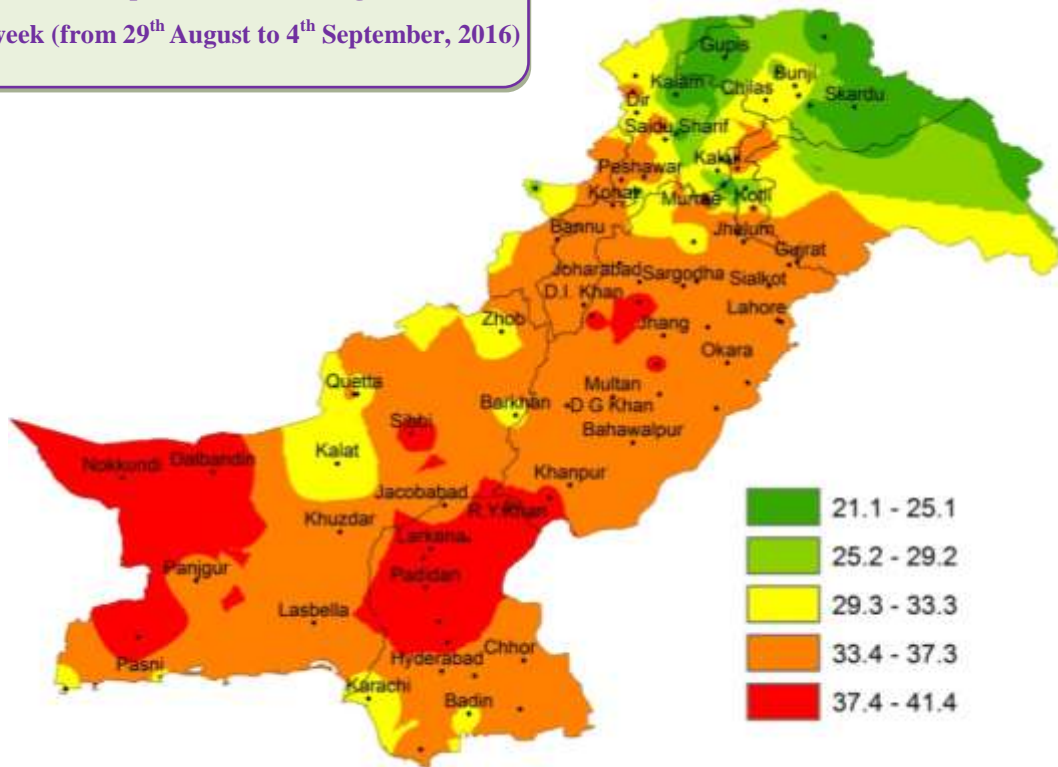 week (from 29th August to 4th September, 2016)
Gupis
Kalam
Bunji
Chilas
Skardu
Dir
Saidu Sharif
Peshawar
Kohat
Murree
Kotli
Bannu
Jhelum
Gujrat
Joharabad
Sargodha
Sialkot
D.I. Khan
Lahore
Zhob
Jhang
Okara
Quetta
Multan
Barkhan
D G Khan
Sibbi
Bahawalpur
Kalat
Nokkundi
Dalbandin
Khanpur
Jacobabad
R.Y.Khan
Khuzdar
Larkana
Panjgur
Padidan
Lasbella
Pasni
Hyderabad
Chhor
Karachi
Badin
21.1 - 25.1
25.2 - 29.2
29.3 - 33.3
33.4 - 37.3
37.4 - 41.4